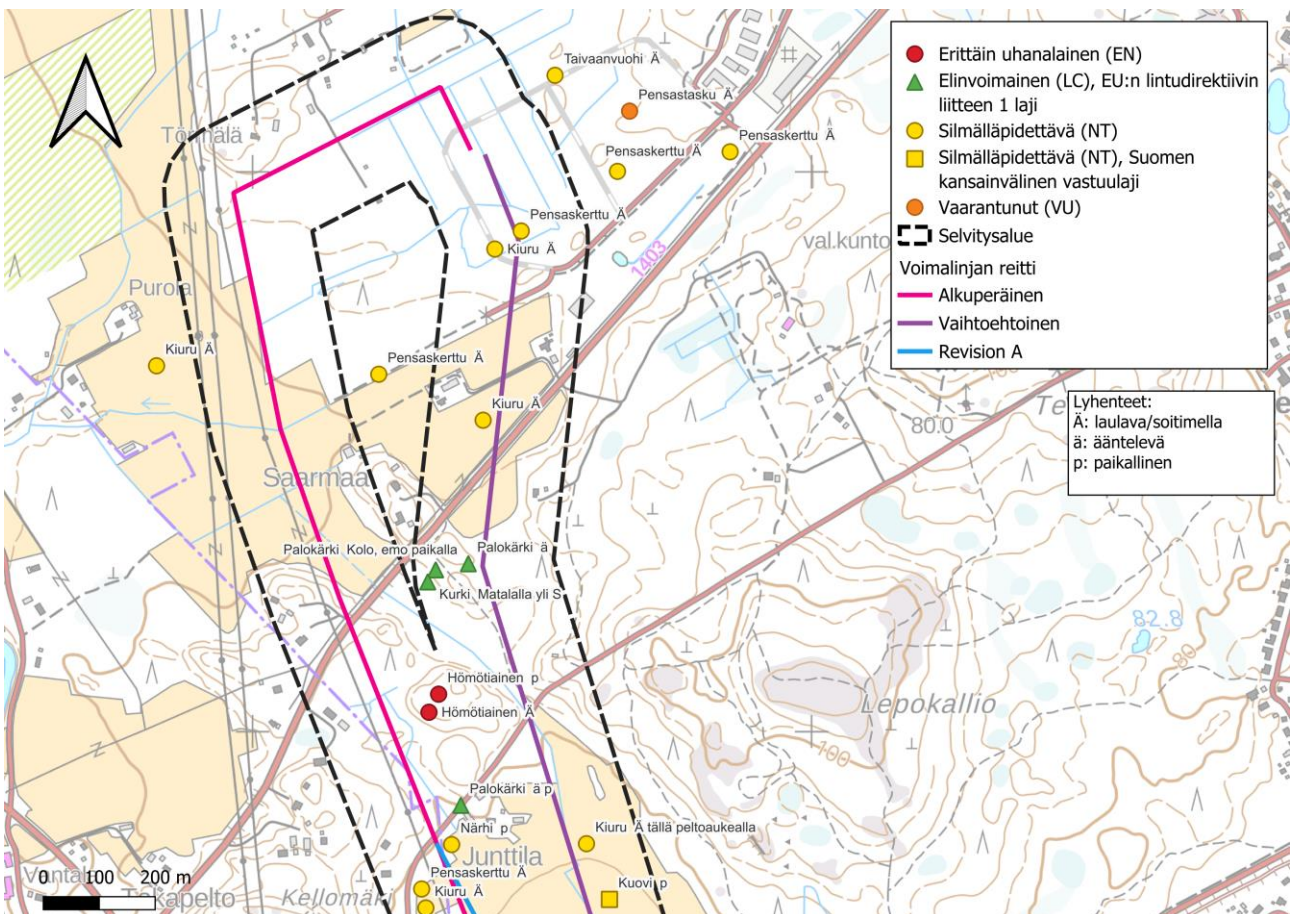 Erittäin uhanalainen (EN)
Elinvoimainen (LC), EU:n lintudirektiivin
liitteen 1 laji
Silmälläpidettävä (NT)
Silmälläpidettävä (NT), Suomen
kansainvälinen vastuulaji
Vaarantunut (VU)
Selvitysalue
Voimalinjan reitti
Alkuperäinen
Vaihtoehtoinen
Revision A
Lyhenteet:
Ä: laulava/soitimella
ä: ääntelevä
p: paikallinen
Taivaanvuohi Ä
Pensastasku Ä
Törmälä
Pensaskerttu Ä
Pensaskerttu Ä
Pensaskerttu Ä
Kiuru Ä
val.kunto
1403
Purola
Kiuru Ä
Pensaskerttu Ä
Kiuru Ä
80.0
Saarmaa
Palokärki Kolo, emo paikalla
Palokärki ä
Kurki Matalalla yli S
82.8
80
Hömötiainen p
Hömötiainen Ä
Lepokallio
100
Palokärki ä p
Närhi p
Kiuru Ä tällä peltoaukealla
Junttila
Pensaskerttu Ä
Kiuru Ä
Kuovi p
Kellomäki
0 100 200 m